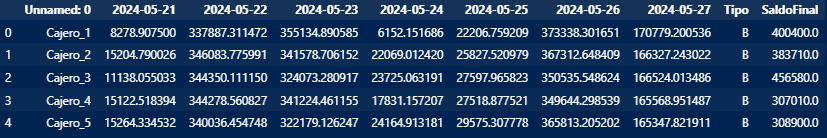 Unnamed: 0 2024-05-21 2024-05-22 2024-05-23 2024-05-24 2024-05-25 2024-05-26 2024-05-27 Tipo SaldoFinal
0 Cajero_1 8278.907500 337887.311472 355134.890585 6152.151686 22206.759209 373338.301651 170779.200536 B 400400.0
1 Cajero_2 15204.790026 346083.775991 341578.706152 22069.012420 25827.520979 367312.648409 166327.243022 B 383710.0
2 Cajero_3 11138.055033 344350.111150 324073.280917 23725.063191 27597.965823 350535.548624 166524.013486 B 456580.0
3 Cajero_4 15122.518394 344278.560827 341224.461155 17831.157207 27518.877521 349644.298539 165568.951487 B 307010.0
4 Cajero_5 15264.334532 340036.454748 322179.126247 24164.913181 29575.307778 365813.205202 165347.821911 B 308900.0